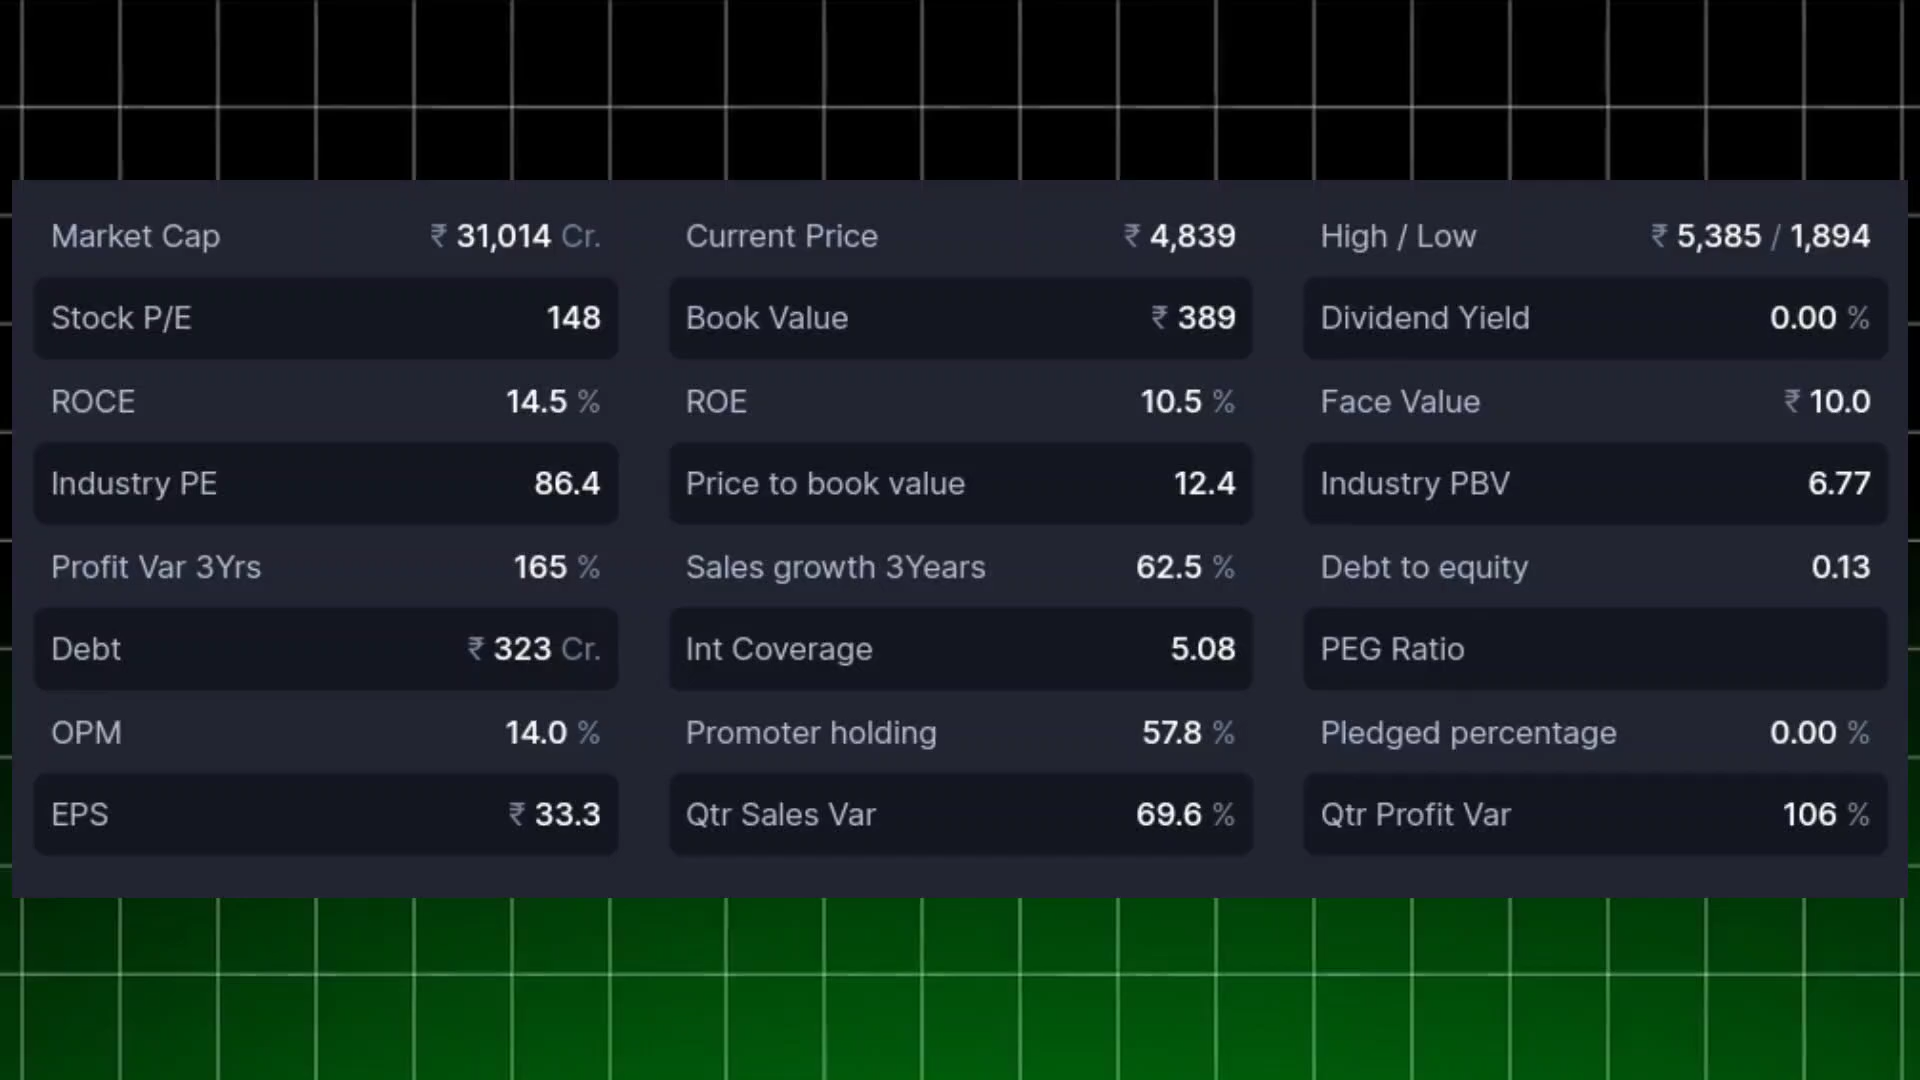 Market Cap ₹ 31,014 Cr. Current Price ₹ 4,839 High / Low ₹ 5,385 / 1,894
Stock P/E 148 Book Value ₹ 389 Dividend Yield 0.00 %
ROCE 14.5 % ROE 10.5 % Face Value ₹ 10.0
Industry PE 86.4 Price to book value 12.4 Industry PBV 6.77
Profit Var 3Yrs 165 % Sales growth 3Years 62.5 % Debt to equity 0.13
Debt ₹ 323 Cr. Int Coverage 5.08 PEG Ratio
OPM 14.0 % Promoter holding 57.8 % Pledged percentage 0.00 %
EPS ₹ 33.3 Qtr Sales Var 69.6 % Qtr Profit Var 106 %